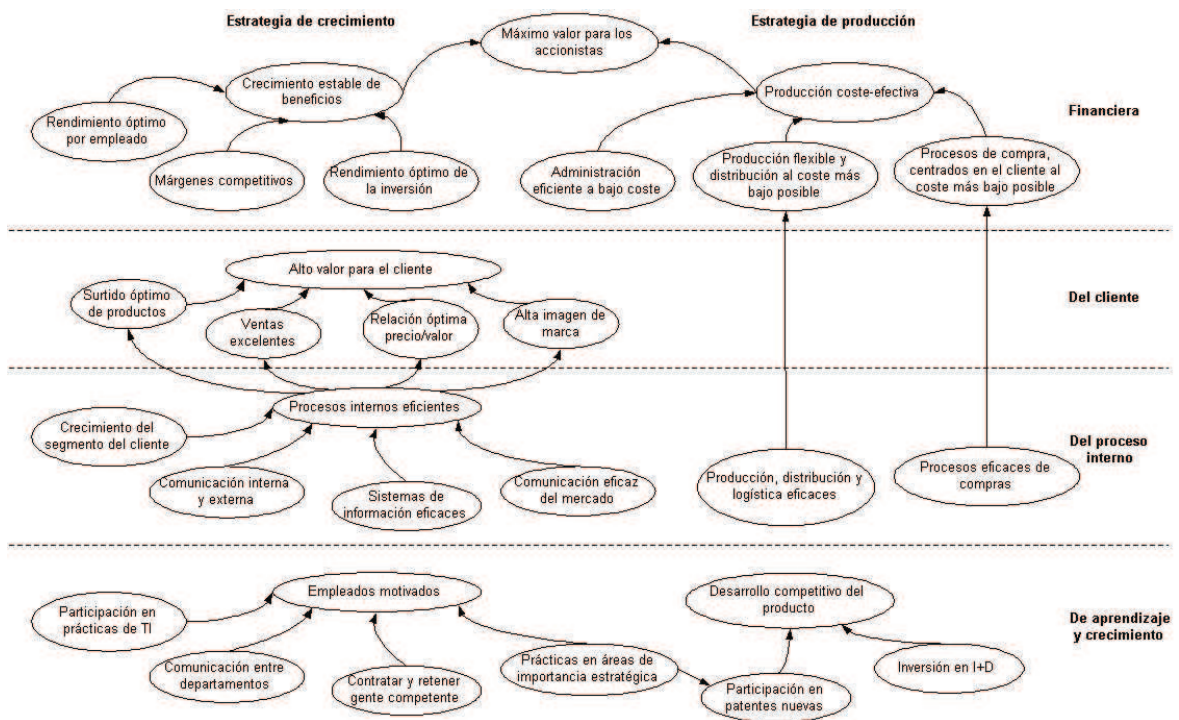 Estrategia de crecimiento
Estrategia de producción
Máximo valor para los
accionistas
Crecimiento estable de
beneficios
Producción coste-efectiva
Financiera
Rendimiento óptimo
por empleado
Márgenes competitivos
Rendimiento óptimo de
la inversión
Administración
eficiente a bajo coste
Producción flexible y
distribución al coste más
bajo posible
Procesos de compra,
centrados en el cliente al
coste más bajo posible
Alto valor para el cliente
Surtido óptimo
de productos
Ventas
excelentes
Relación óptima
precio/valor
Alta imagen de
marca
Del cliente
Procesos internos eficientes
Crecimiento del
segmento del cliente
Comunicación interna
y externa
Sistemas de
información eficaces
Comunicación eficaz
del mercado
Producción, distribución y
logística eficaces
Procesos eficaces de
compras
Del proceso
interno
Empleados motivados
Desarrollo competitivo del
producto
Participación en
prácticas de TI
Comunicación entre
departamentos
Contratar y retener
gente competente
Prácticas en áreas de
importancia estratégica
Participación en
patentes nuevas
Inversión en I+D
De aprendizaje
y crecimiento